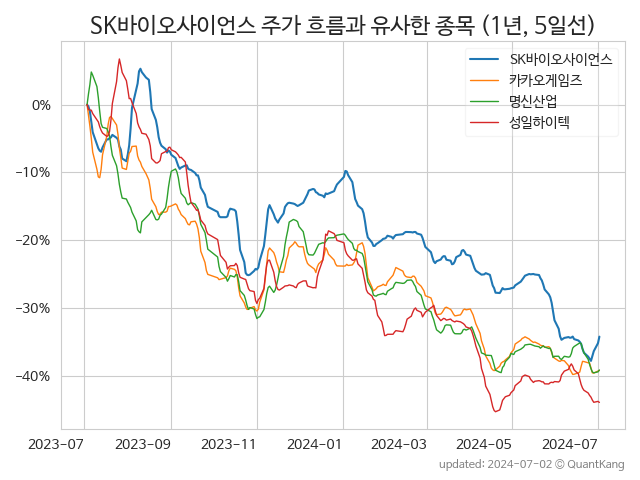 SK바이오사이언스 주가 흐름과 유사한 종목 (1년, 5일선)
SK바이오사이언스
카카오게임즈
명신산업
성일하이텍
0%
−10%
−20%
−30%
−40%
2023-07 2023-09 2023-11 2024-01 2024-03 2024-05 2024-07
updated: 2024-07-02 © QuantKang